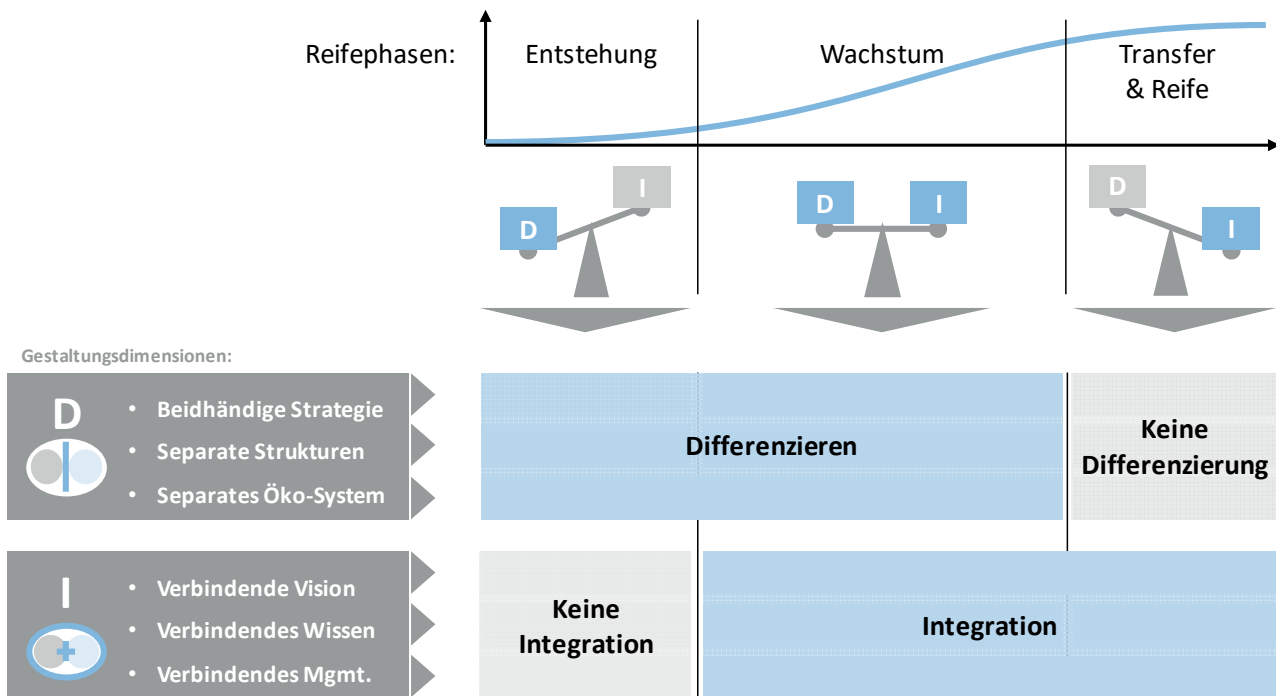 Reifephasen:
Entstehung
Wachstum
Transfer
& Reife
D
I
D
I
D
I
Gestaltungsdimensionen:
D
• Beidhändige Strategie
• Separate Strukturen
• Separates Öko-System
Differenzieren
Keine
Differenzierung
I
• Verbindende Vision
• Verbindendes Wissen
• Verbindendes Mgmt.
Keine
Integration
Integration